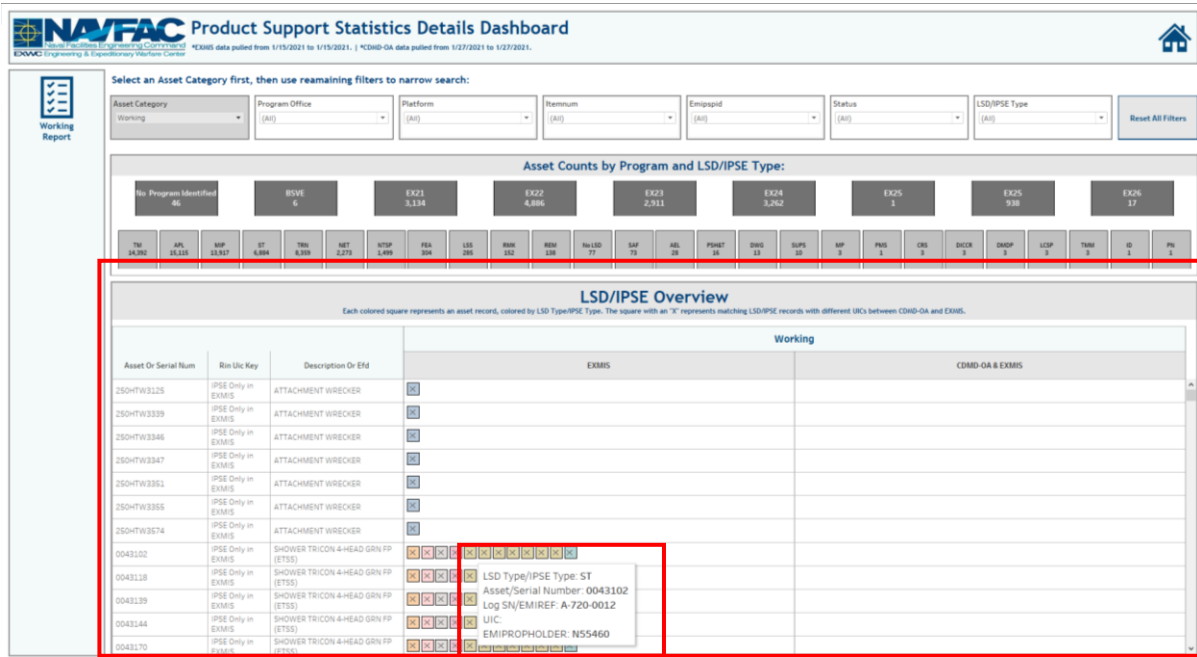 NAVFAC
Naval Facilities Engineering Command
EXWC Engineering & Expeditionary Warfare Center
Product Support Statistics Details Dashboard
*EXMIS data pulled from 1/15/2021 to 1/15/2021. | *CDMD-OA data pulled from 1/27/2021 to 1/27/2021.
Working
Report
Select an Asset Category first, then use reamaining filters to narrow search:
Asset Category Program Office Platform Itemnum Emipspid Status LSD/IPSE Type
Working (All) (All) (All) (All) (All) (All)
Reset All Filters
Asset Counts by Program and LSD/IPSE Type:
No Program Identified BSVE EX21 EX22 EX23 EX24 EX25 EX25 EX26
46 6 3,134 4,886 2,911 3,262 1 938 17
TM APL MIP ST TRN NET NTSP FEA LSS RMK REM No LSD SAF AEL PSH&T DWG SUPS MP PMS CRS DICCR DMDP LCSP TMM ID PN
15,115 13,917 6,884 2,273 1,499 304 285 152 138 77 73 28 16 13 10 3 1 3 3 3 3 3 1 1
LSD/IPSE Overview
Each colored square represents an asset record, colored by LSD Type/IPSE Type. The square with an "X" represents matching LSD/IPSE records with different UICs between CDMD-OA and EXMIS.
Working
Asset Or Serial Num Rin Uic Key Description Or Efd EXMIS CDMD-OA & EXMIS
250HTW3125 IPSE Only in EXMIS ATTACHMENT WRECKER
250HTW3339 IPSE Only in EXMIS ATTACHMENT WRECKER
250HTW3346 IPSE Only in EXMIS ATTACHMENT WRECKER
250HTW3347 IPSE Only in EXMIS ATTACHMENT WRECKER
250HTW3351 IPSE Only in EXMIS ATTACHMENT WRECKER
250HTW3355 IPSE Only in EXMIS ATTACHMENT WRECKER
250HTW3574 IPSE Only in EXMIS ATTACHMENT WRECKER
0043102 IPSE Only in EXMIS SHOWER TRICON 4-HEAD GRN FP (ETSS)
0043118 IPSE Only in EXMIS SHOWER TRICON 4-HEAD GRN FP (ETSS)
0043139 IPSE Only in EXMIS SHOWER TRICON 4-HEAD GRN FP (ETSS)
0043144 IPSE Only in EXMIS SHOWER TRICON 4-HEAD GRN FP (ETSS)
0043170 IPSE Only in EXMIS SHOWER TRICON 4-HEAD GRN FP (ETSS)
LSD Type/IPSE Type: ST
Asset/Serial Number: 0043102
Log SN/EMIREF: A-720-0012
UIC:
EMIPROPHOLDER: N55460